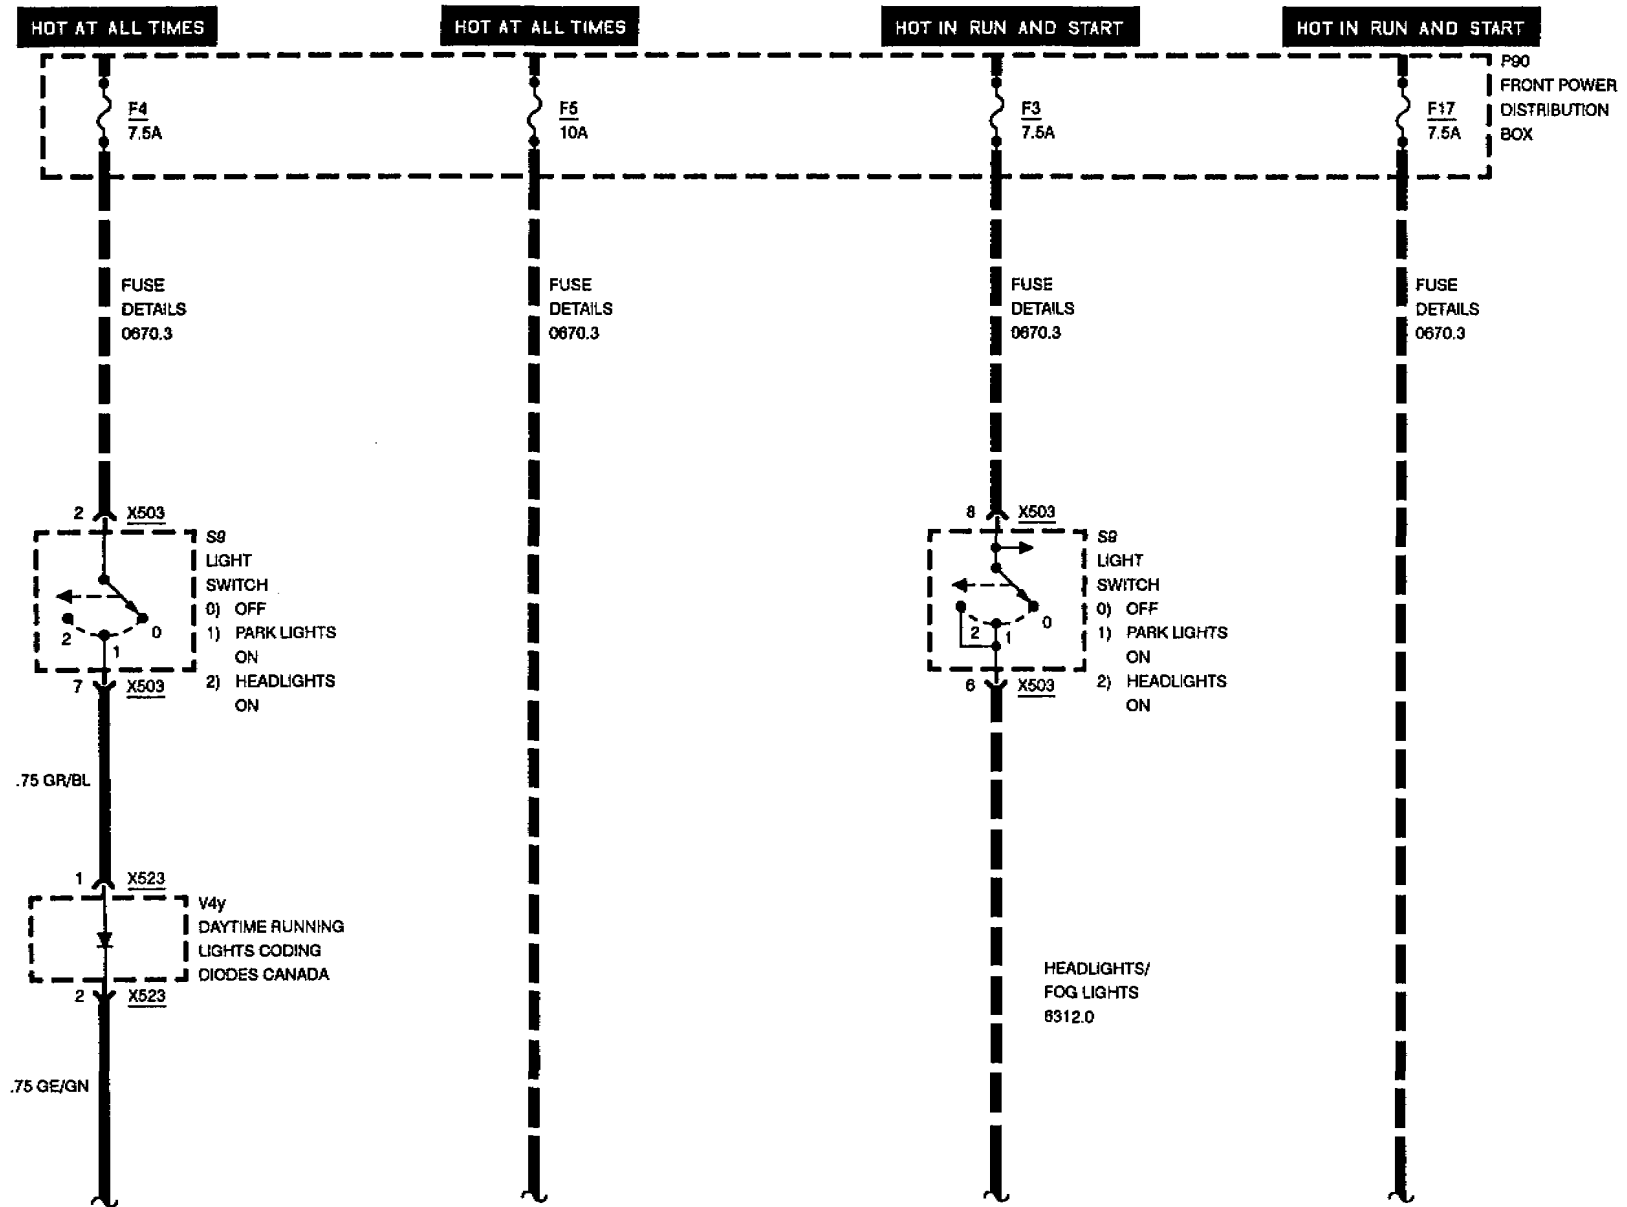 HOT AT ALL TIMES
HOT AT ALL TIMES
HOT IN RUN AND START
HOT IN RUN AND START
P90
FRONT POWER
DISTRIBUTION
BOX
F4
7.5A
F5
10A
F3
7.5A
F17
7.5A
FUSE
DETAILS
0670.3
FUSE
DETAILS
0670.3
FUSE
DETAILS
0670.3
FUSE
DETAILS
0670.3
2 X503
S9
LIGHT
SWITCH
0) OFF
1) PARK LIGHTS
ON
2) HEADLIGHTS
ON
2
1
0
7 X503
8 X503
S9
LIGHT
SWITCH
0) OFF
1) PARK LIGHTS
ON
2) HEADLIGHTS
ON
2
1
0
6 X503
.75 GR/BL
1 X523
V4y
DAYTIME RUNNING
LIGHTS CODING
DIODES CANADA
2 X523
.75 GE/GN
HEADLIGHTS/
FOG LIGHTS
6312.0